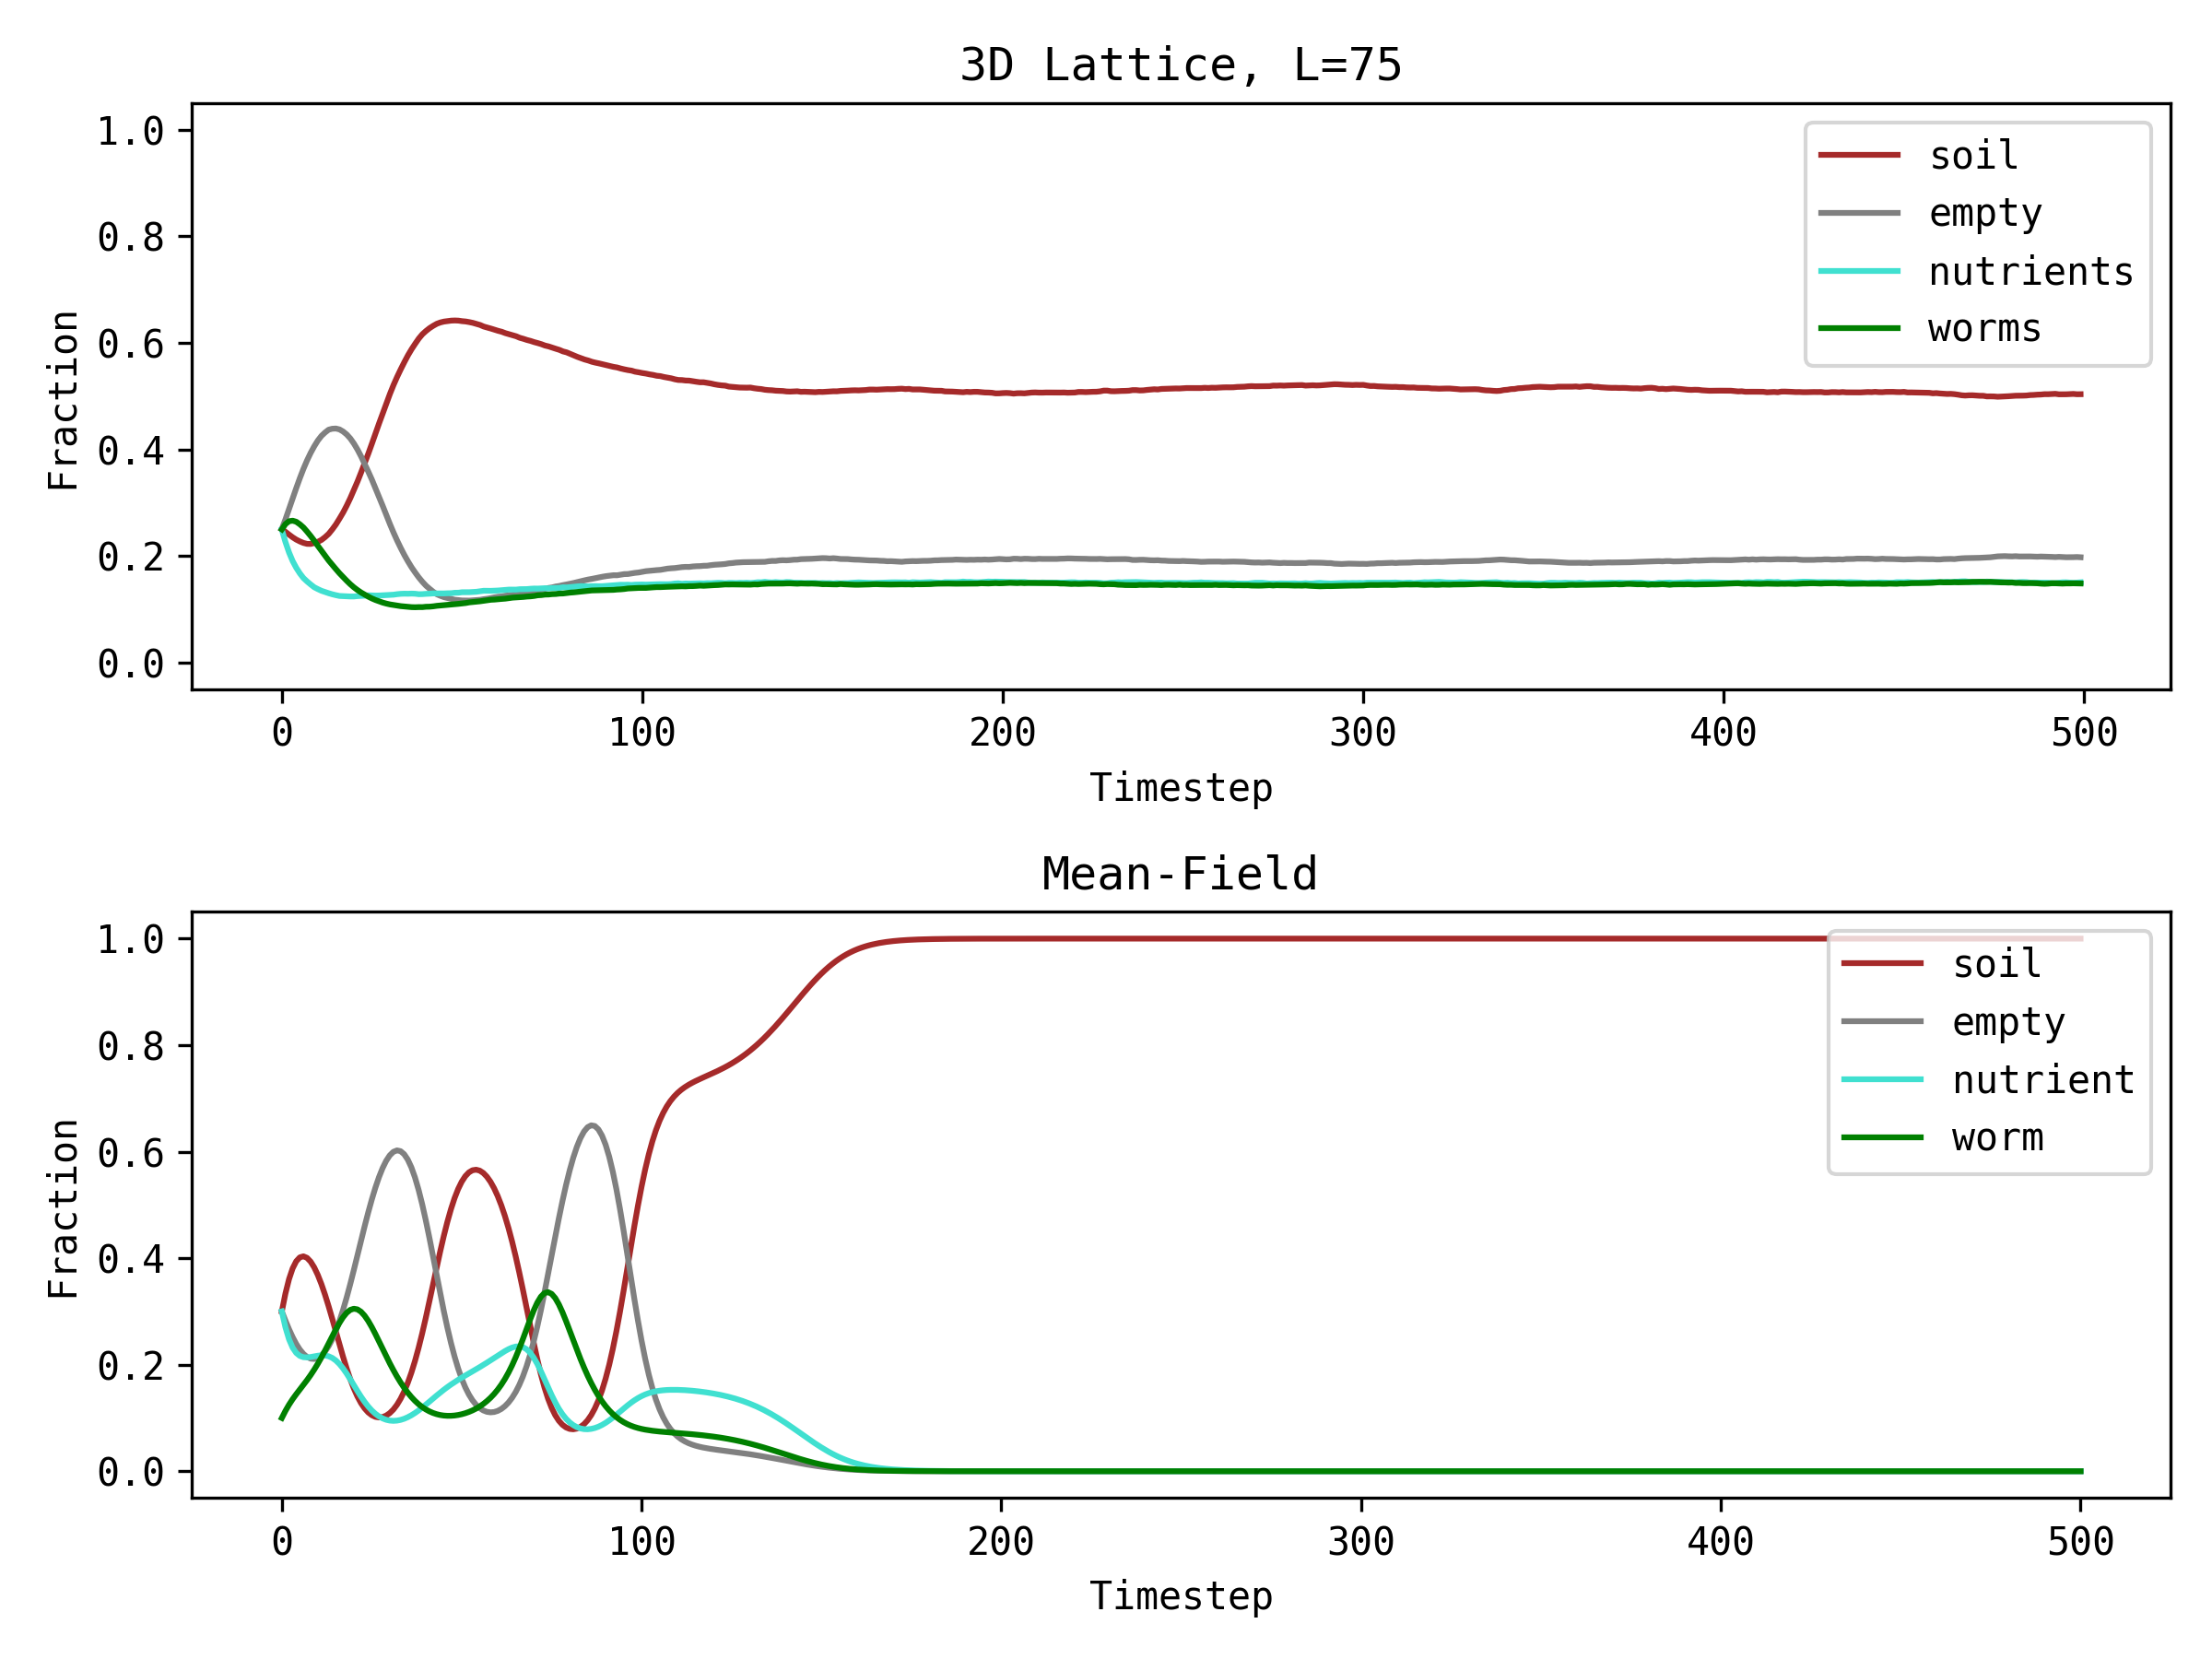 3D Lattice, L=75
1.0
0.8
0.6
0.4
0.2
0.0
Fraction
soil
empty
nutrients
worms
0 100 200 300 400 500
Timestep
Mean-Field
1.0
0.8
0.6
0.4
0.2
0.0
Fraction
soil
empty
nutrient
worm
0 100 200 300 400 500
Timestep